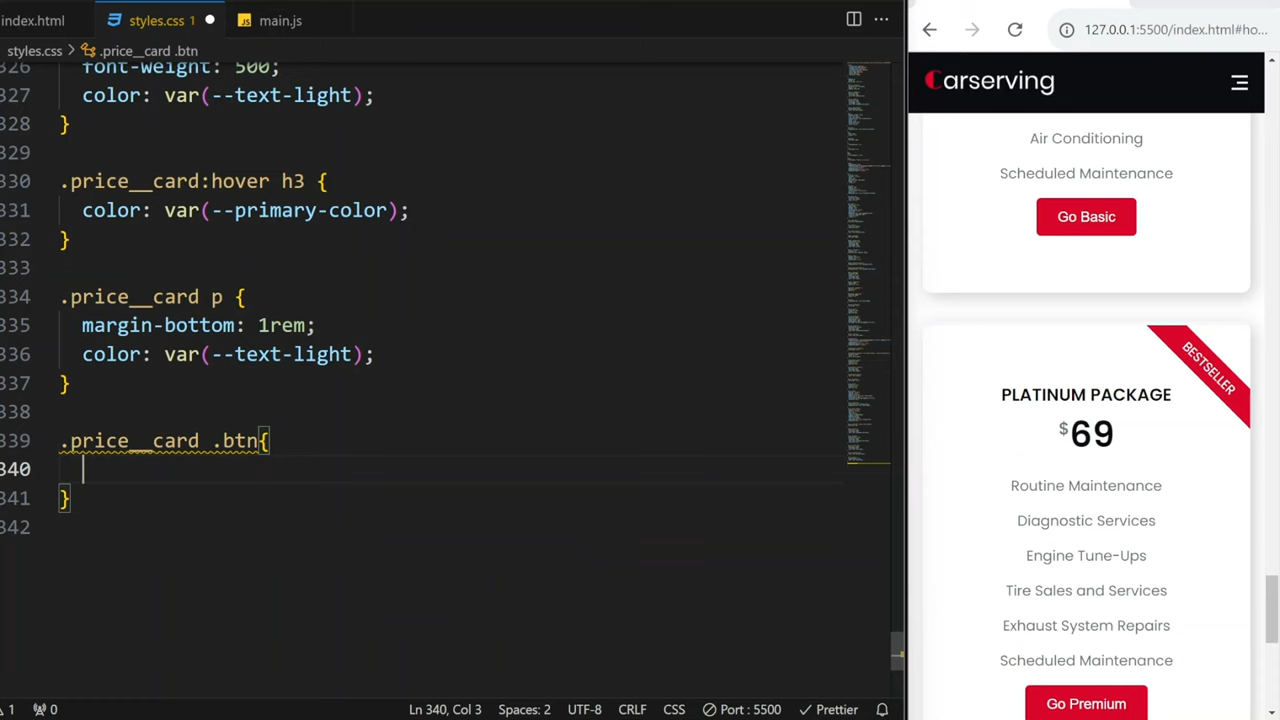 index.html
styles.css 1
JS main.js
styles.css > .price__card .btn
326 font-weight: 500;
327 color: var(--text-light);
328 }
329
330 .price__card:hover h3 {
331 color: var(--primary-color);
332 }
333
334 .price__card p {
335 margin-bottom: 1rem;
336 color: var(--text-light);
337 }
338
339 .price__card .btn{
340
341 }
342
1 0 Ln 340, Col 3 Spaces: 2 UTF-8 CRLF CSS Port : 5500 Prettier
127.0.0.1:5500/index.html#ho...
Carserving
Air Conditioning
Scheduled Maintenance
Go Basic
BESTSELLER
PLATINUM PACKAGE
$69
Routine Maintenance
Diagnostic Services
Engine Tune-Ups
Tire Sales and Services
Exhaust System Repairs
Scheduled Maintenance
Go Premium